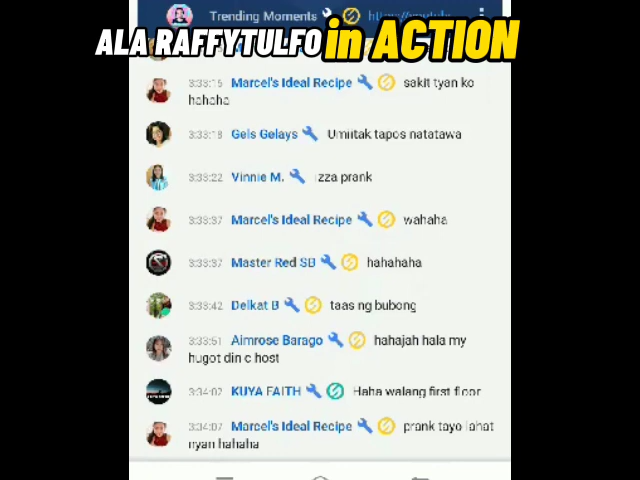 Trending Moments
ALA RAFFYTULFO in ACTION
3:33:15 Marcel's Ideal Recipe sakit tyan ko
hahaha
3:33:18 Gels Gelays Umiitak tapos natatawa
3:33:22 Vinnie M. izza prank
3:33:37 Marcel's Ideal Recipe wahaha
3:33:37 Master Red SB hahahaha
3:33:42 Delkat B taas ng bubong
3:33:51 Aimrose Barago hahajah hala my
hugot din c host
3:34:02 KUYA FAITH Haha walang first floor
3:34:07 Marcel's Ideal Recipe prank tayo lahat
nyan hahaha